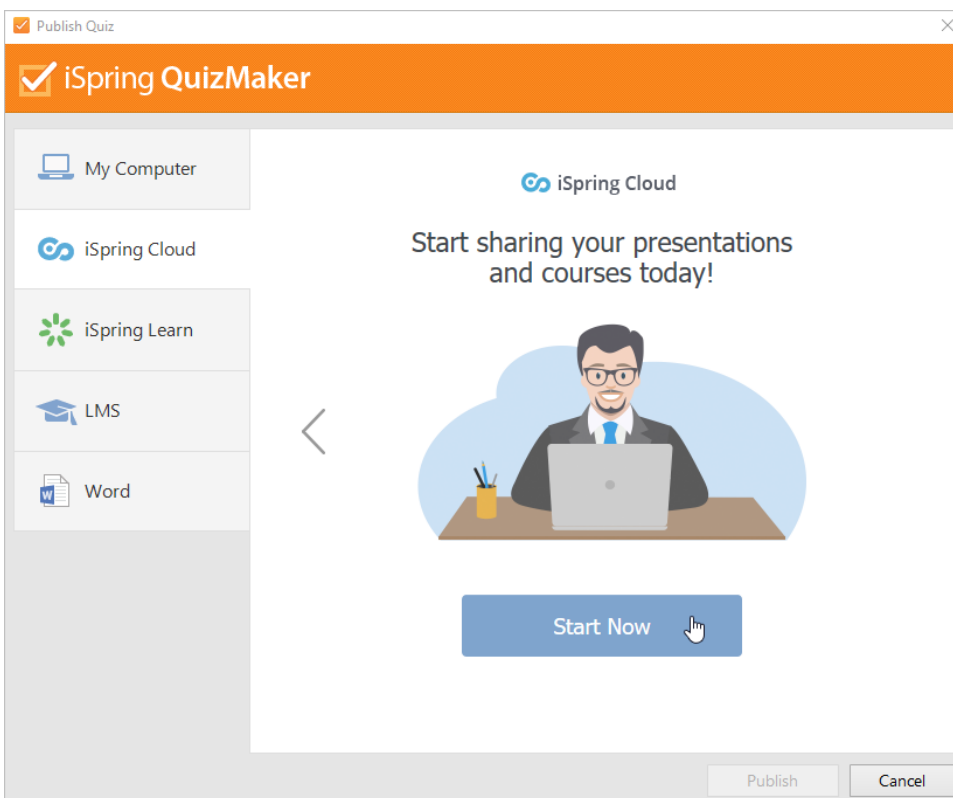 Publish Quiz
iSpring QuizMaker
My Computer
iSpring Cloud
iSpring Learn
LMS
Word
iSpring Cloud
Start sharing your presentations
and courses today!
Start Now
Publish
Cancel